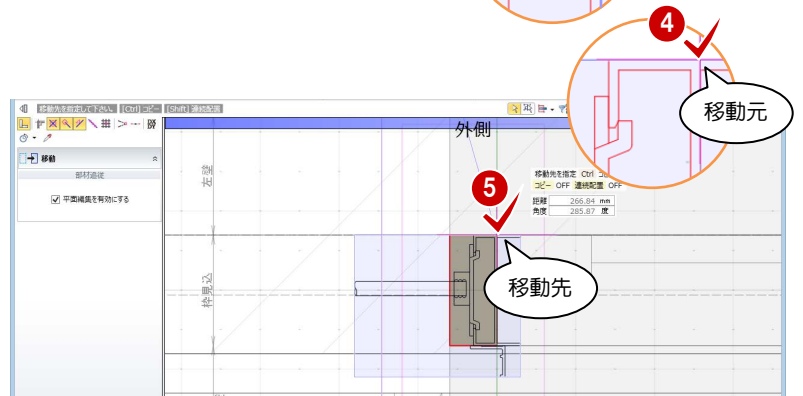 4
移動元
移動先を指定して下さい。 [Ctrl] コピー [Shift] 連続配置
外側
移動
部材追従
平面編集を有効にする
左壁
5
移動先を指定 Ctrl コ
コピー OFF 連続配置 OFF
距離 266.84 mm
角度 285.87 度
移動先
枠見込